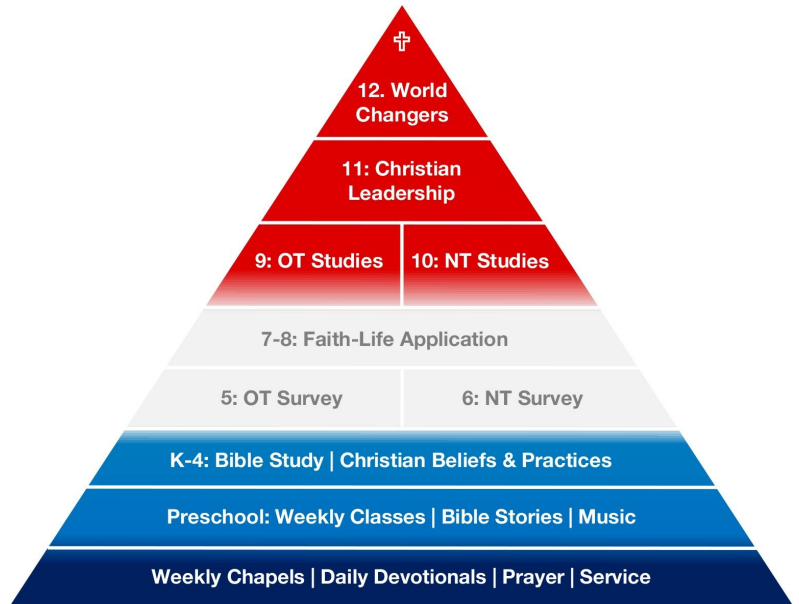 12. World
Changers
11: Christian
Leadership
9: OT Studies
10: NT Studies
7-8: Faith-Life Application
5: OT Survey
6: NT Survey
K-4: Bible Study | Christian Beliefs & Practices
Preschool: Weekly Classes | Bible Stories | Music
Weekly Chapels | Daily Devotionals | Prayer | Service